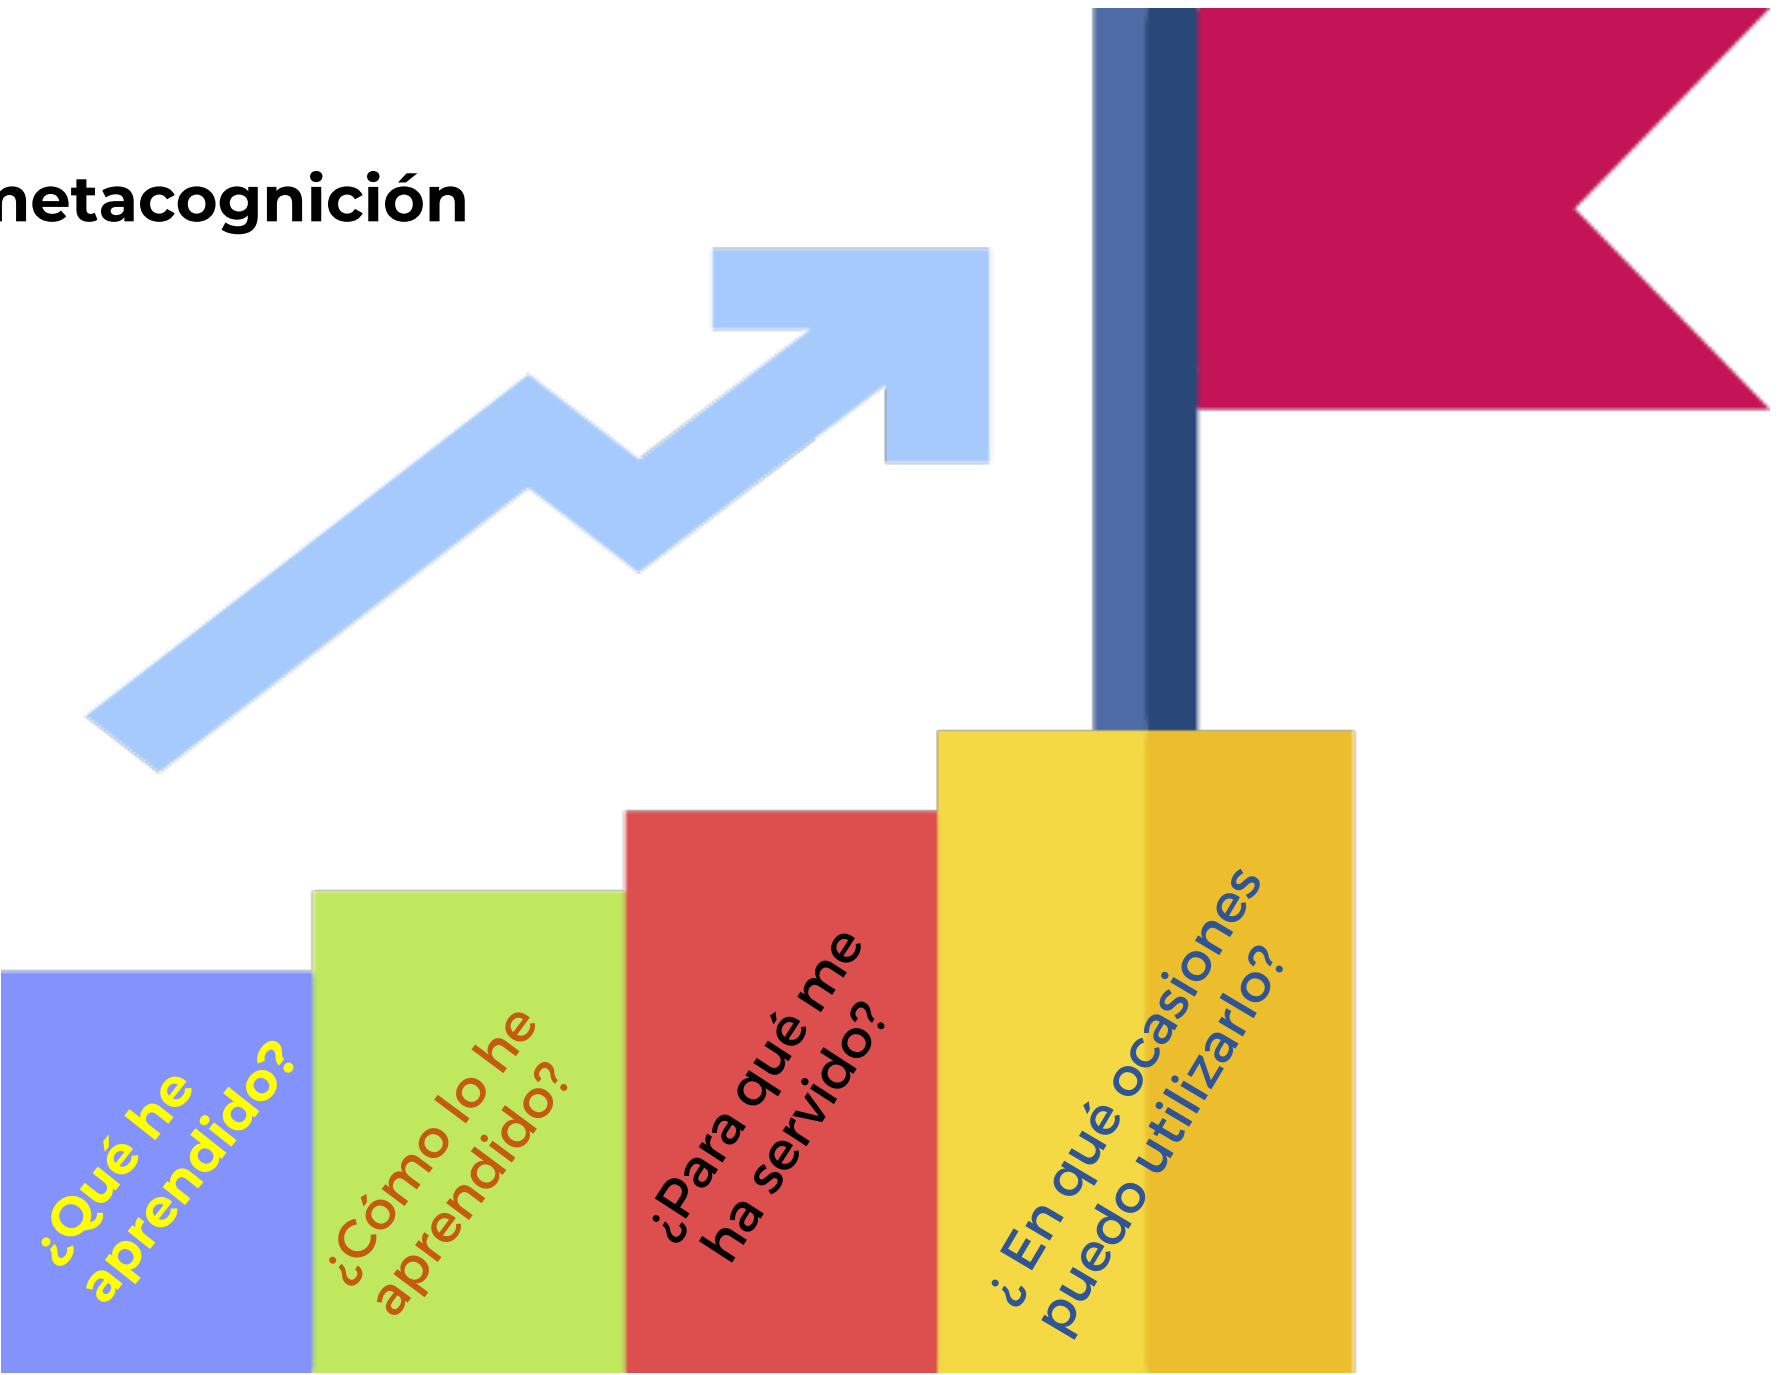 metacognición
¿Qué he
aprendido?
¿Cómo lo he
aprendido?
¿Para qué me
ha servido?
¿ En qué ocasiones
puedo utilizarlo?